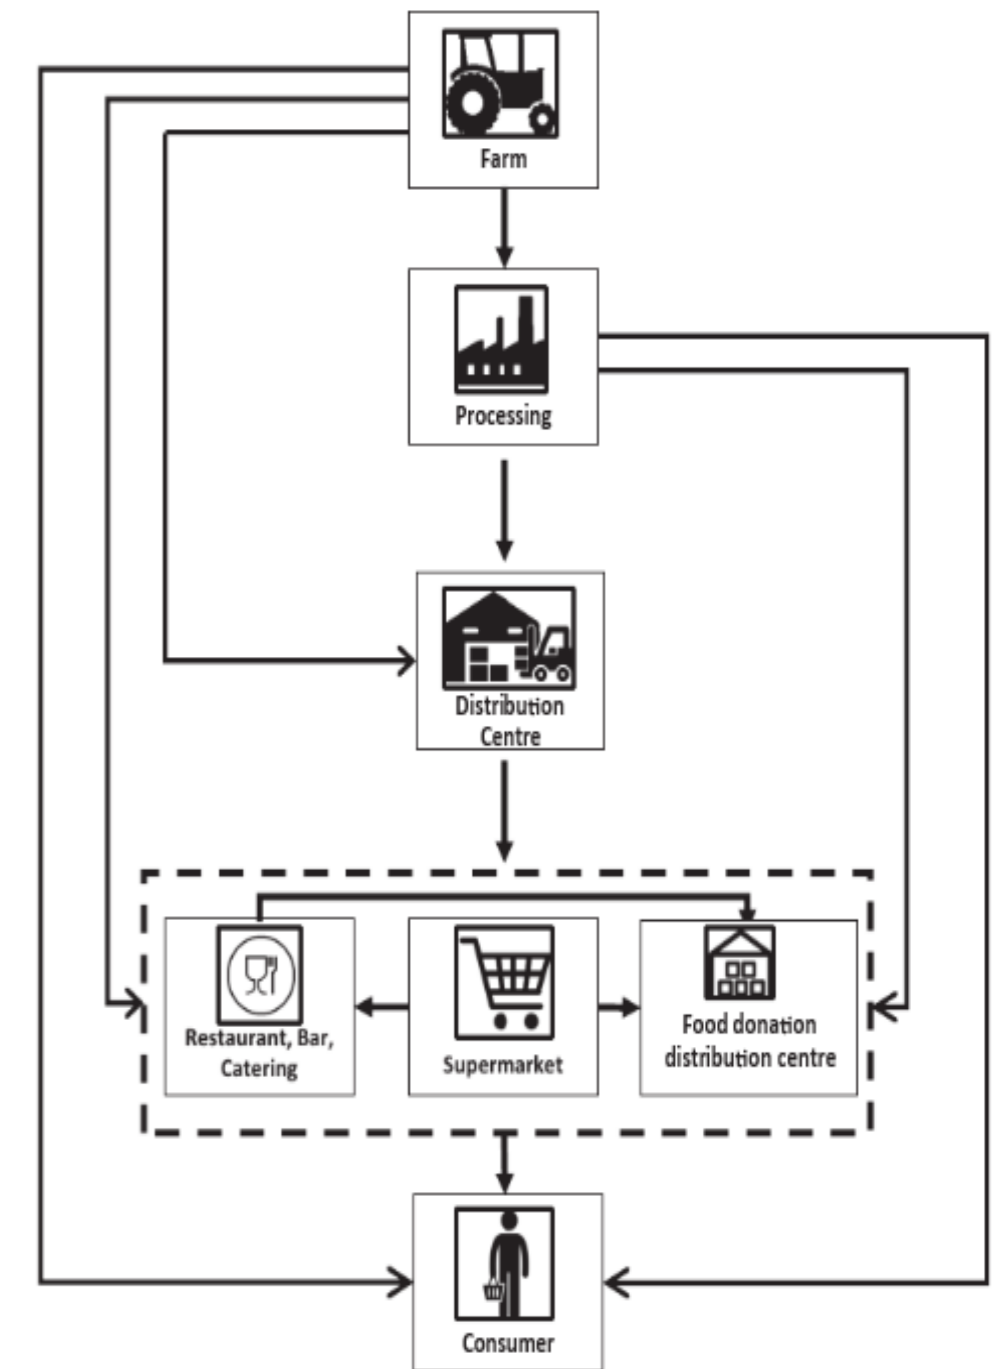 Farm
Processing
Distribution
Centre
Restaurant, Bar,
Catering
Supermarket
Food donation
distribution centre
Consumer